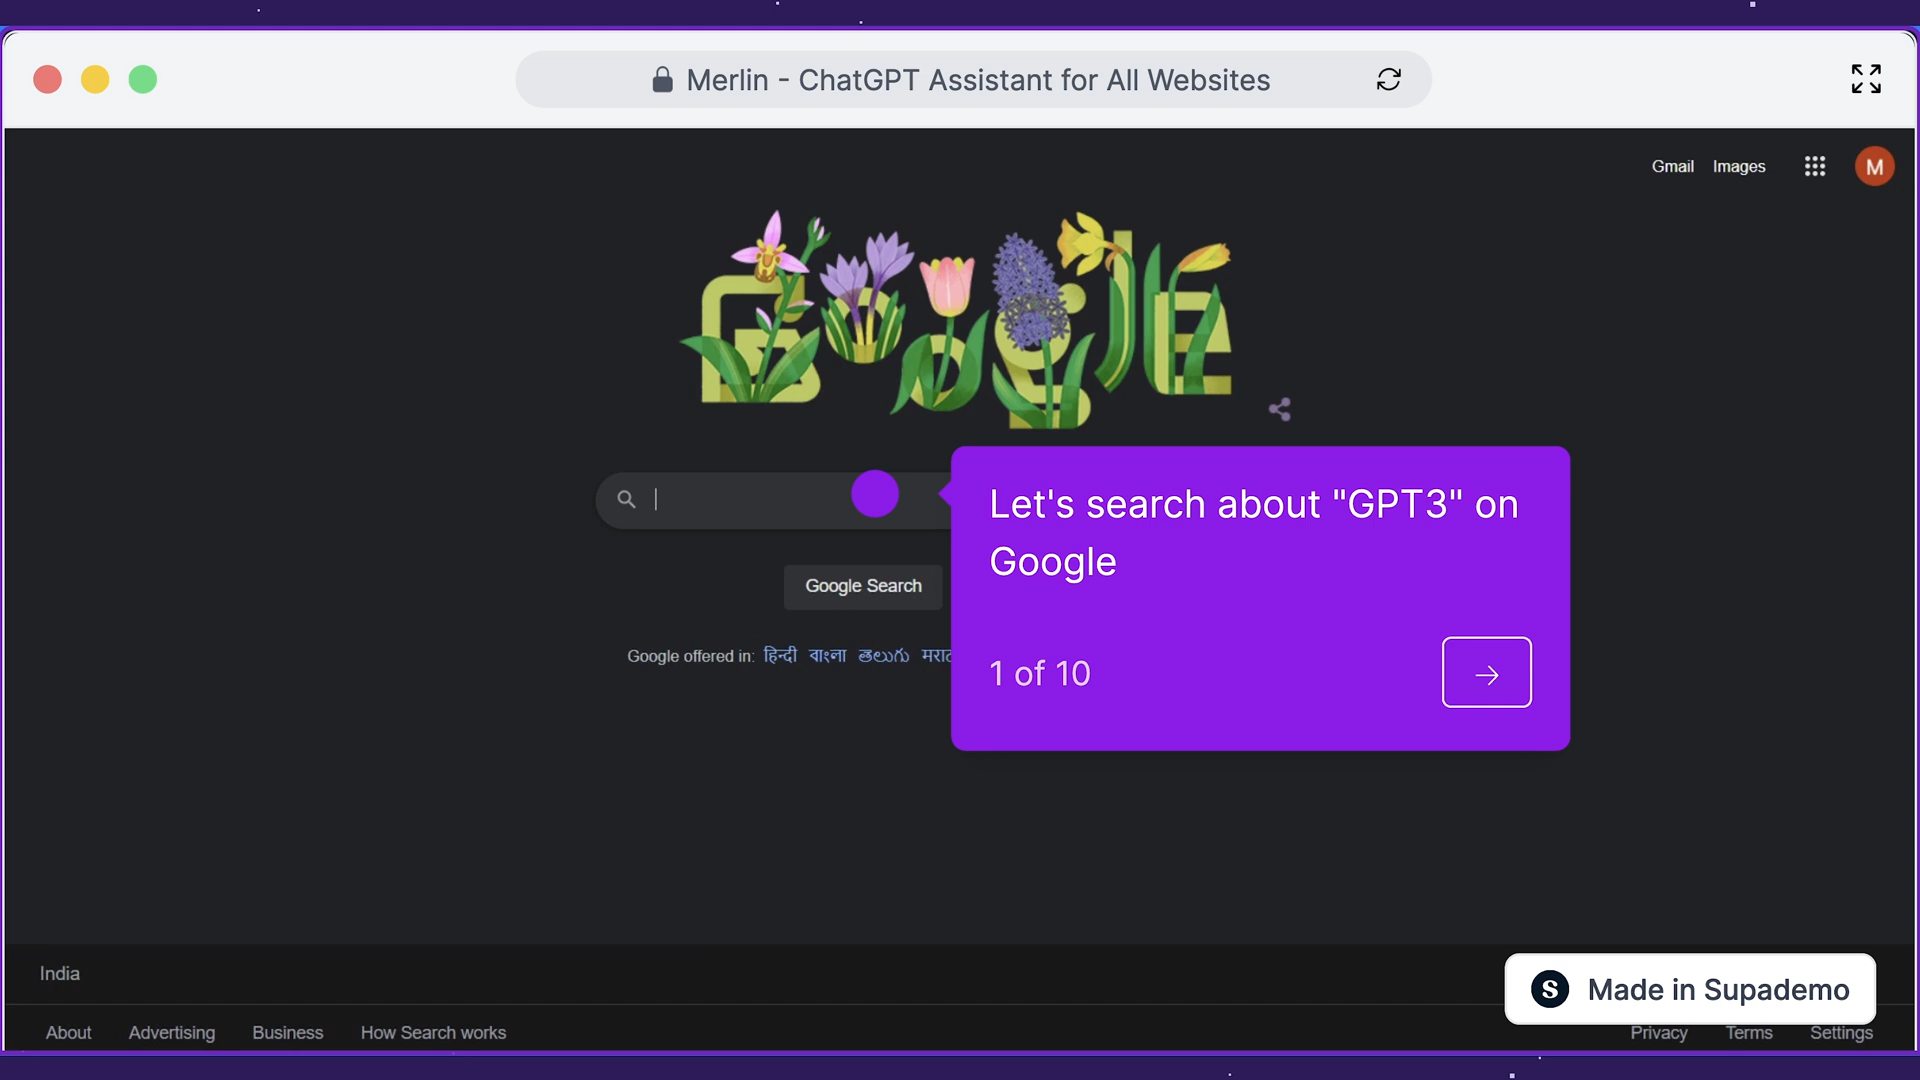 Merlin - ChatGPT Assistant for All Websites
Gmail Images M
Google
Let's search about "GPT3" on
Google
1 of 10
Google Search
Google offered in: हिन्दी বাংলা తెలుగు
India
S Made in Supademo
About Advertising Business How Search works Privacy Terms Settings